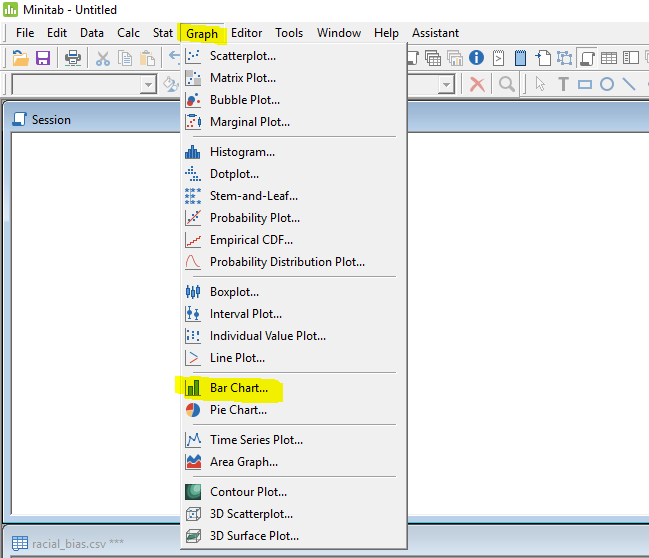 Minitab - Untitled
File Edit Data Calc Stat Graph Editor Tools Window Help Assistant
Scatterplot...
Matrix Plot...
Bubble Plot...
Marginal Plot...
Session
Histogram...
Dotplot...
Stem-and-Leaf...
Probability Plot...
Empirical CDF...
Probability Distribution Plot...
Boxplot...
Interval Plot...
Individual Value Plot...
Line Plot...
Bar Chart...
Pie Chart...
Time Series Plot...
Area Graph...
Contour Plot...
3D Scatterplot...
3D Surface Plot...
racial_bias.csv ***